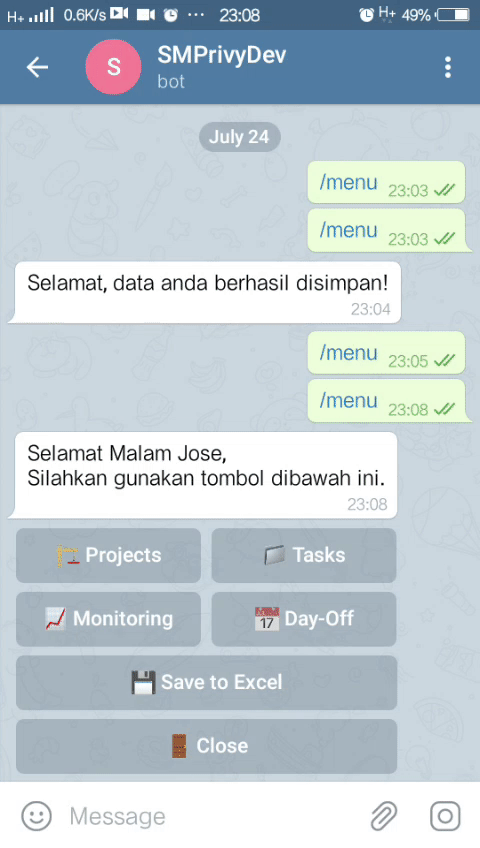 H+ 0.6K/s ... 23:08 H+ 49%
S
SMPrivyDev
bot
July 24
/menu 23:03
/menu 23:03
Selamat, data anda berhasil disimpan!
23:04
/menu 23:05
/menu 23:08
Selamat Malam Jose,
Silahkan gunakan tombol dibawah ini.
23:08
Projects
Tasks
Monitoring
17 Day-Off
Save to Excel
Close
Message